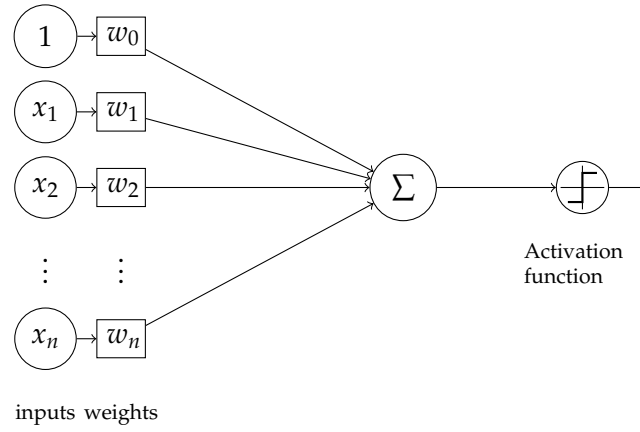 1 w₀
x₁ w₁
x₂ w₂
Σ
⋮ ⋮
Activation
function
xₙ wₙ
inputs weights